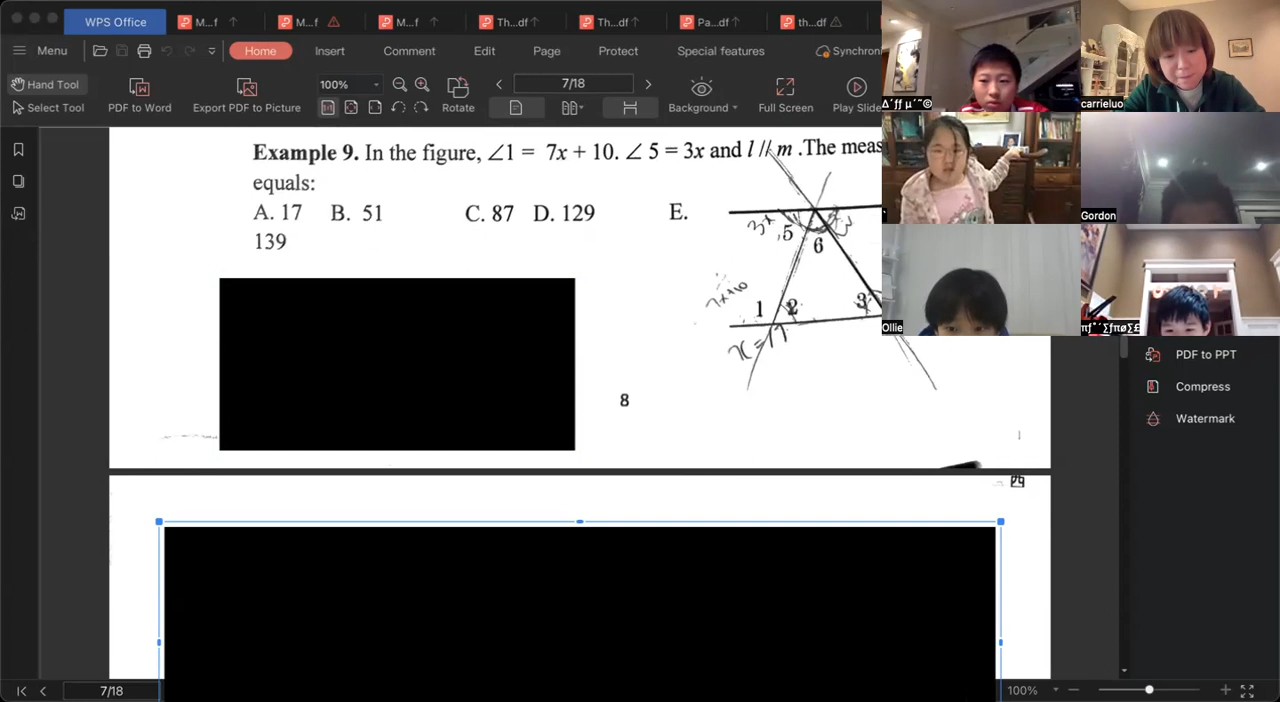 WPS Office M...f M...f M...f Th...df Th...df Pa...df th...df
Menu Home Insert Comment Edit Page Protect Special features Synchron
Hand Tool 100% 7/18
Select Tool PDF to Word Export PDF to Picture Rotate Background Full Screen Play Slide
carrieluo
Gordon
Ollie
Example 9. In the figure, ∠1 = 7x + 10. ∠ 5 = 3x and l // m .The meas
equals:
A. 17 B. 51 C. 87 D. 129 E.
139
3x 5
6
7x+10
1 2 3
x=17
8
四
PDF to PPT
Compress
Watermark
7/18 100%